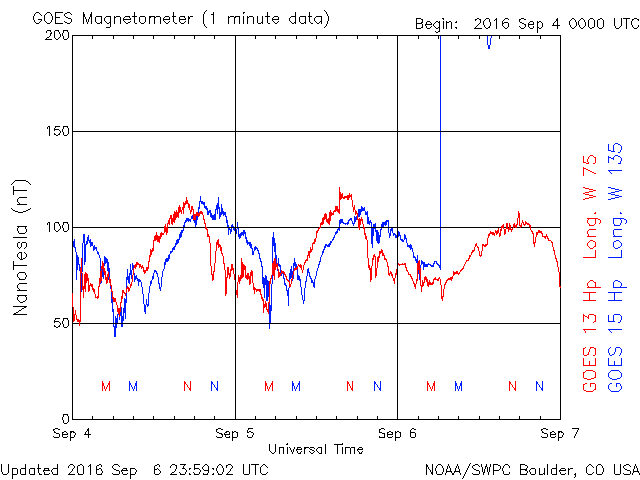 GOES Magnetometer (1 minute data)
Begin: 2016 Sep 4 0000 UTC
200
150
100
50
0
NanoTesla (nT)
M M N N M M N N M M N N
Sep 4 Sep 5 Sep 6 Sep 7
Universal Time
GOES 13 Hp Long. W 75
GOES 15 Hp Long. W 135
Updated 2016 Sep 6 23:59:02 UTC
NOAA/SWPC Boulder, CO USA